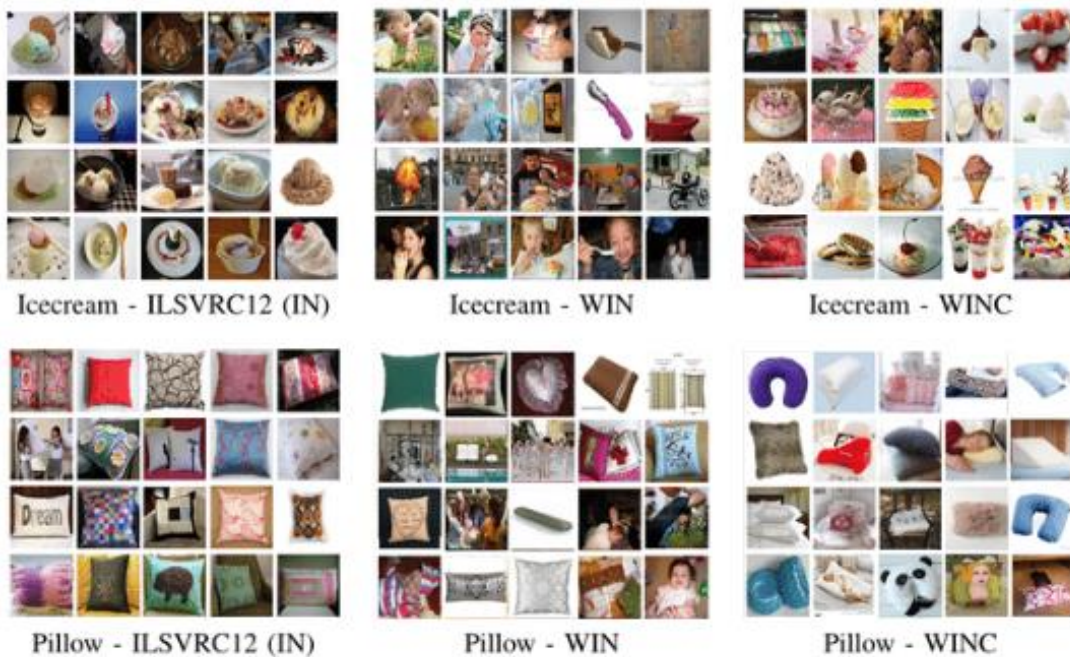 Icecream - ILSVRC12 (IN)
Icecream - WIN
Icecream - WINC
Dream
Pillow - ILSVRC12 (IN)
Pillow - WIN
Pillow - WINC